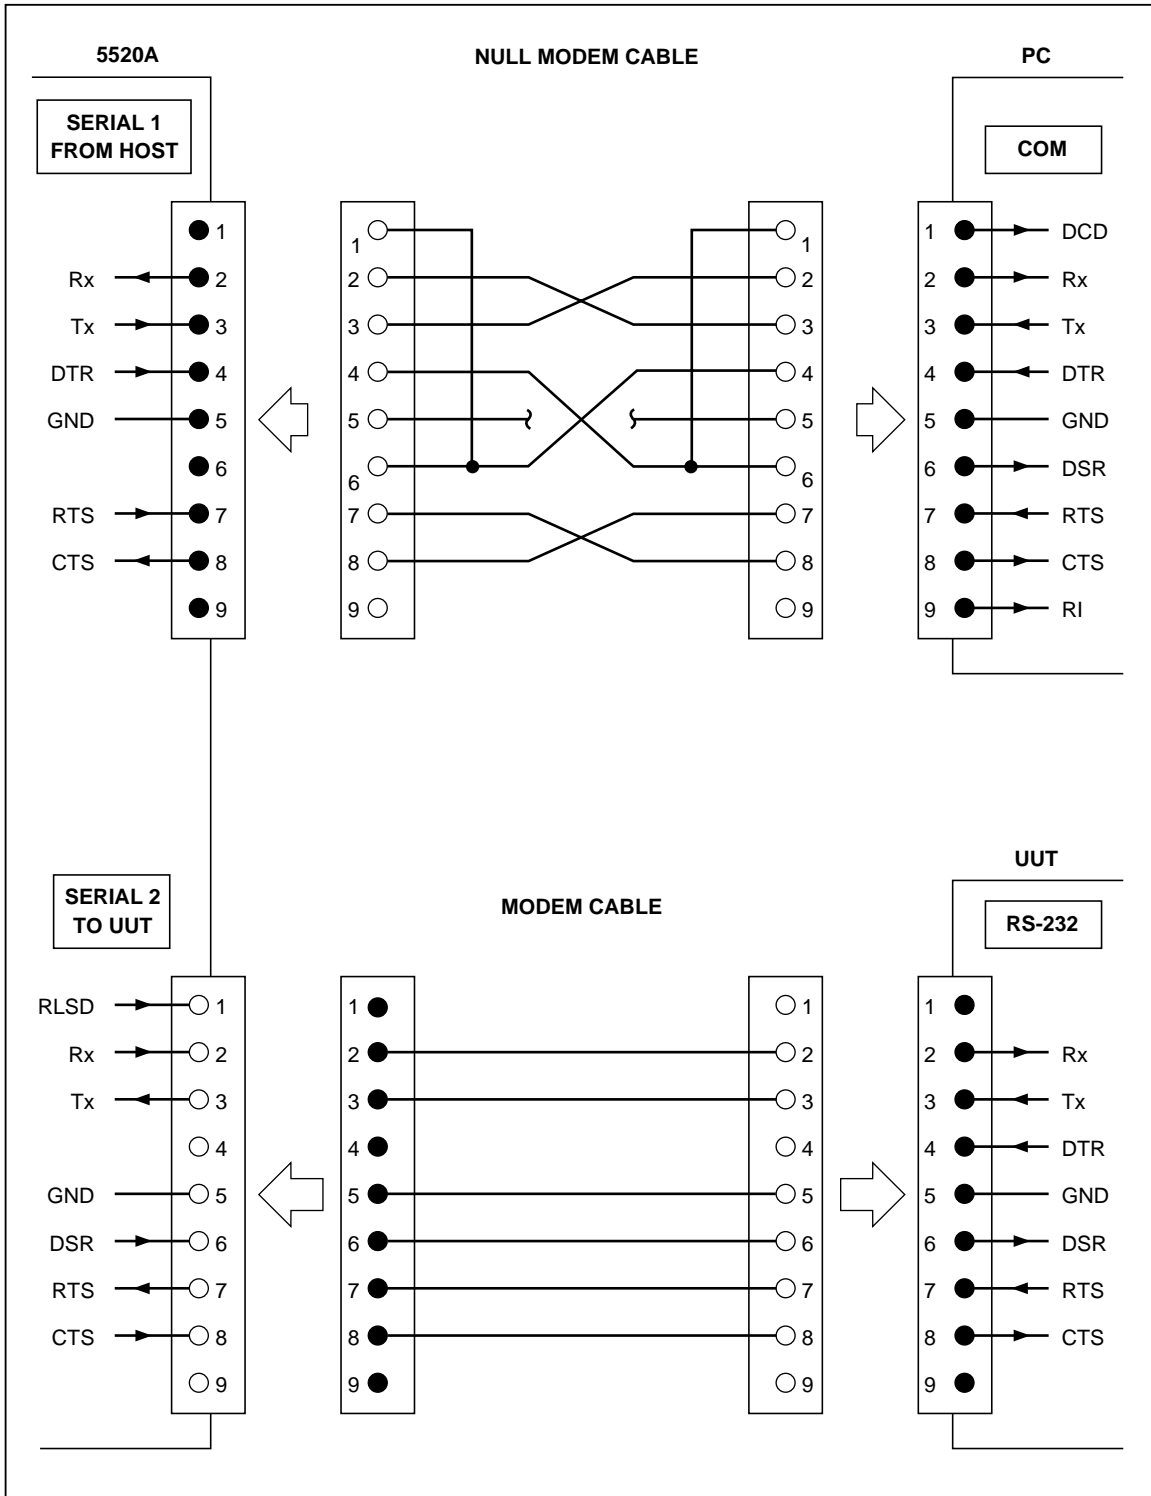 5520A NULL MODEM CABLE PC
SERIAL 1
FROM HOST
COM
1 1 1 1 DCD
Rx 2 2 2 2 Rx
Tx 3 3 3 3 Tx
DTR 4 4 4 4 DTR
GND 5 5 5 5 GND
6 6 6 6 DSR
RTS 7 7 7 7 RTS
CTS 8 8 8 8 CTS
9 9 9 9 RI
UUT
SERIAL 2
TO UUT
MODEM CABLE
RS-232
RLSD 1 1 1 1
Rx 2 2 2 2 Rx
Tx 3 3 3 3 Tx
4 4 4 4 DTR
GND 5 5 5 5 GND
DSR 6 6 6 6 DSR
RTS 7 7 7 7 RTS
CTS 8 8 8 8 CTS
9 9 9 9